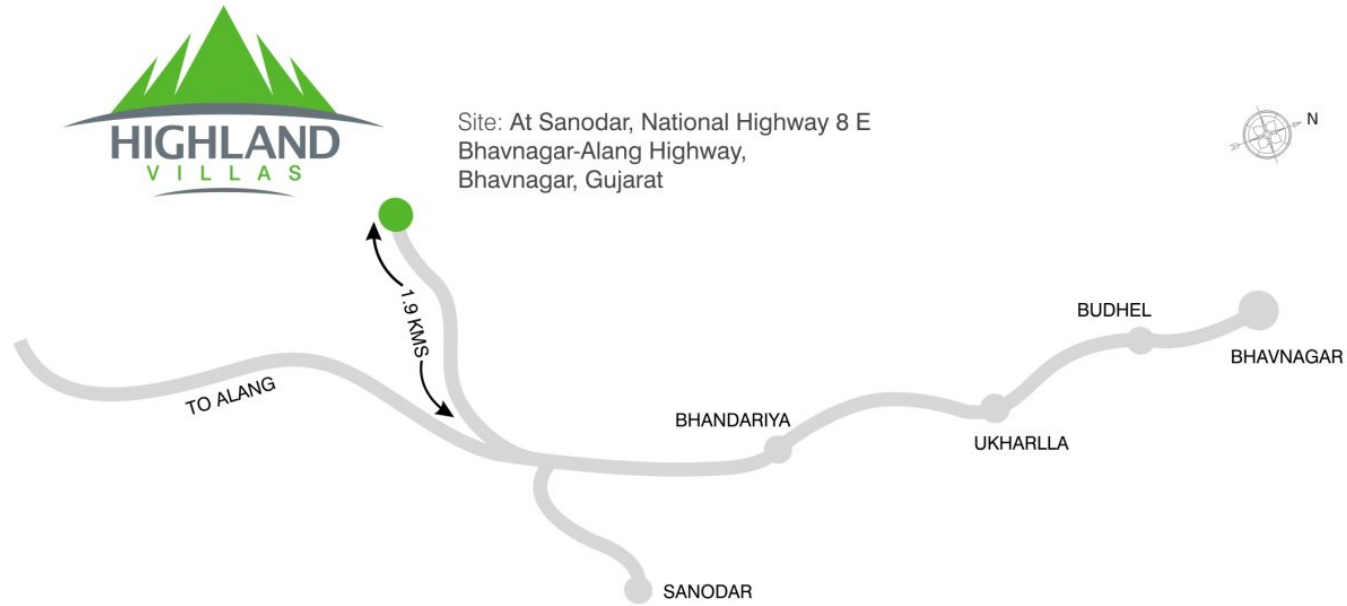 HIGHLAND
VILLAS
Site: At Sanodar, National Highway 8 E
Bhavnagar-Alang Highway,
Bhavnagar, Gujarat
N
1.9 KMS
TO ALANG
BUDHEL
BHAVNAGAR
BHANDARIYA
UKHARLLA
SANODAR